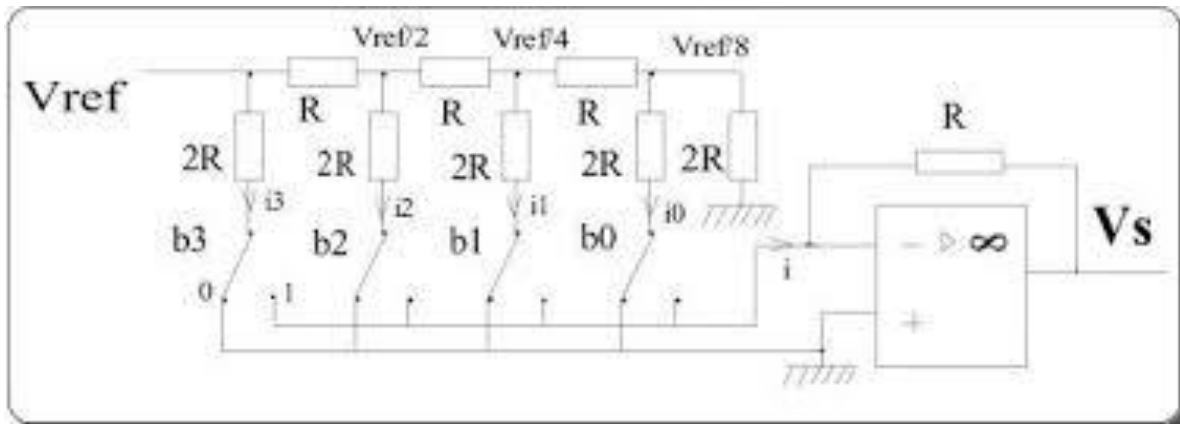 Vref/2 Vref/4 Vref/8
Vref
R R R R
2R 2R 2R 2R 2R
i3 i2 i1 i0
b3 b2 b1 b0
0 1
i
− ▷ ∞
+
Vs